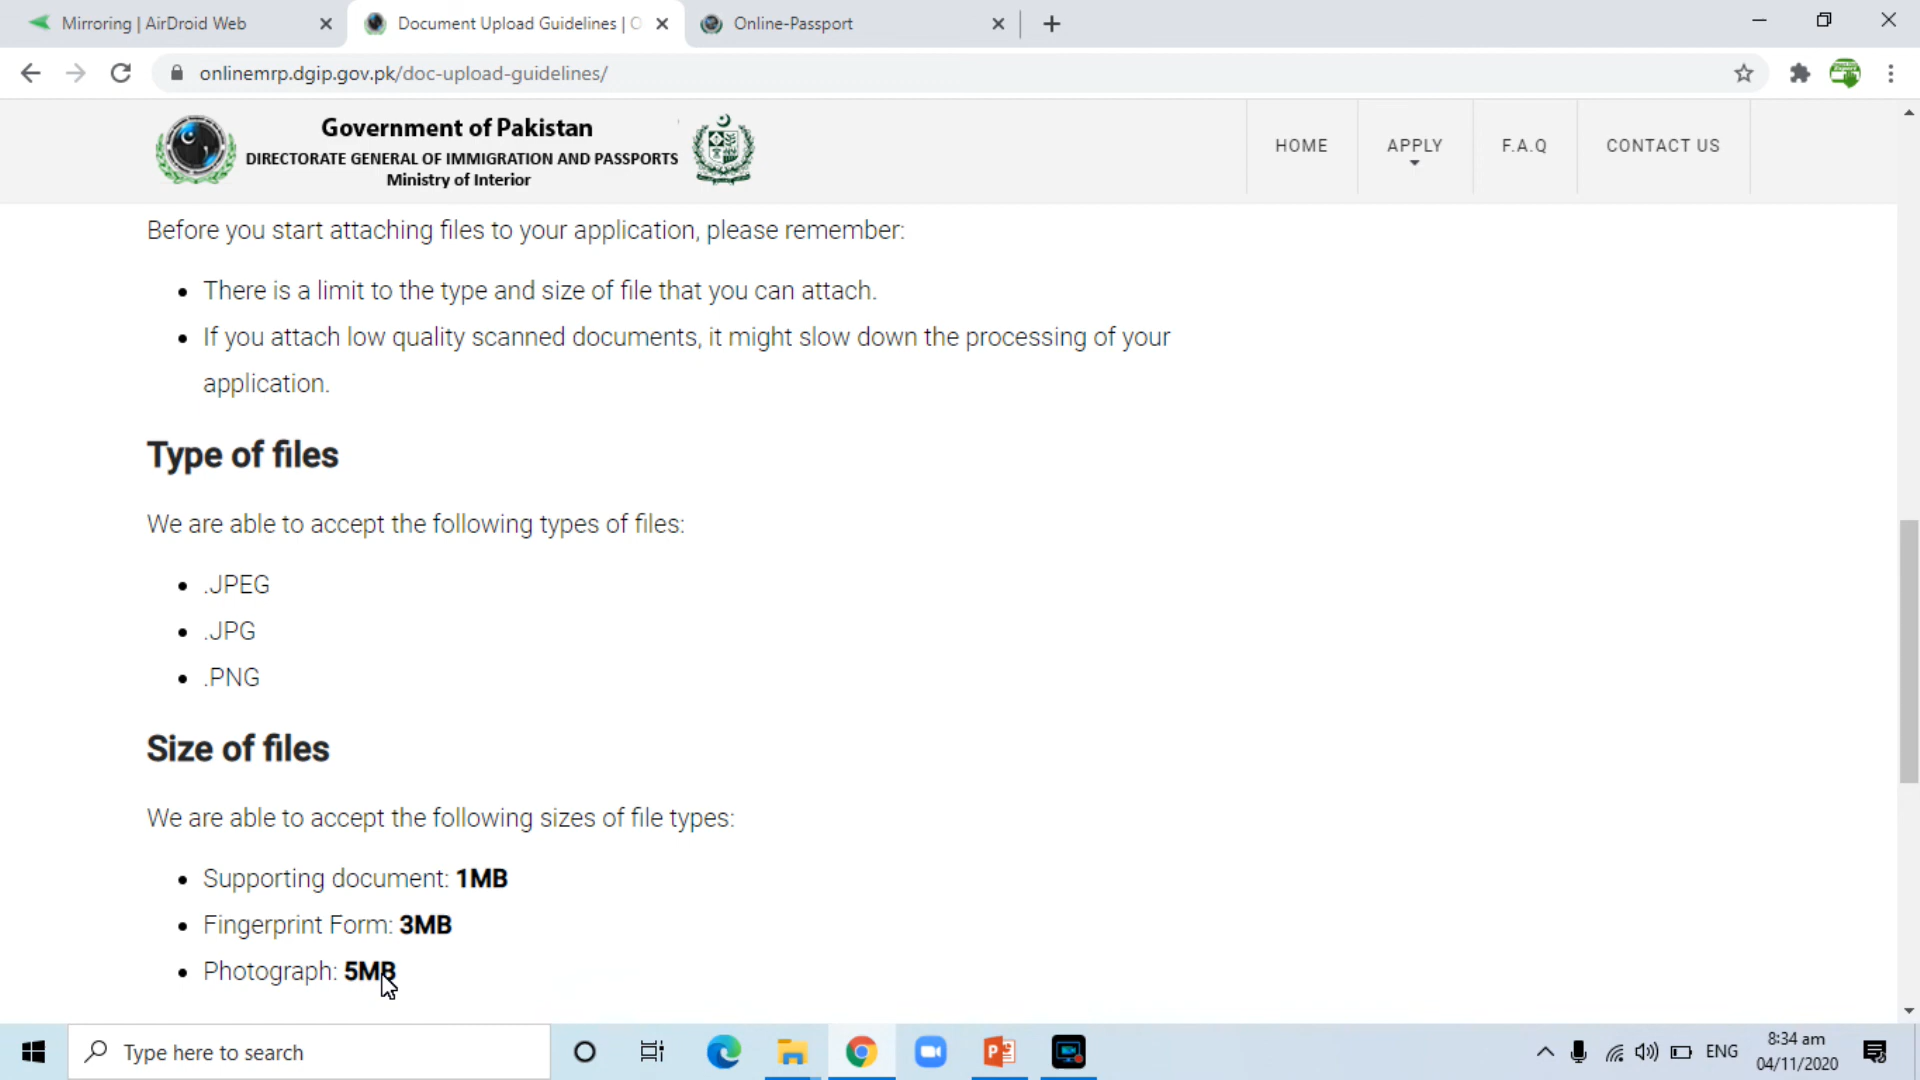 Mirroring | AirDroid Web
Document Upload Guidelines | O
Online-Passport
onlinemrp.dgip.gov.pk/doc-upload-guidelines/
Government of Pakistan
DIRECTORATE GENERAL OF IMMIGRATION AND PASSPORTS
Ministry of Interior
HOME
APPLY
F.A.Q
CONTACT US
Before you start attaching files to your application, please remember:
There is a limit to the type and size of file that you can attach.
If you attach low quality scanned documents, it might slow down the processing of your
application.
Type of files
We are able to accept the following types of files:
.JPEG
.JPG
.PNG
Size of files
We are able to accept the following sizes of file types:
Supporting document: 1MB
Fingerprint Form: 3MB
Photograph: 5MB
Type here to search
ENG
8:34 am
04/11/2020